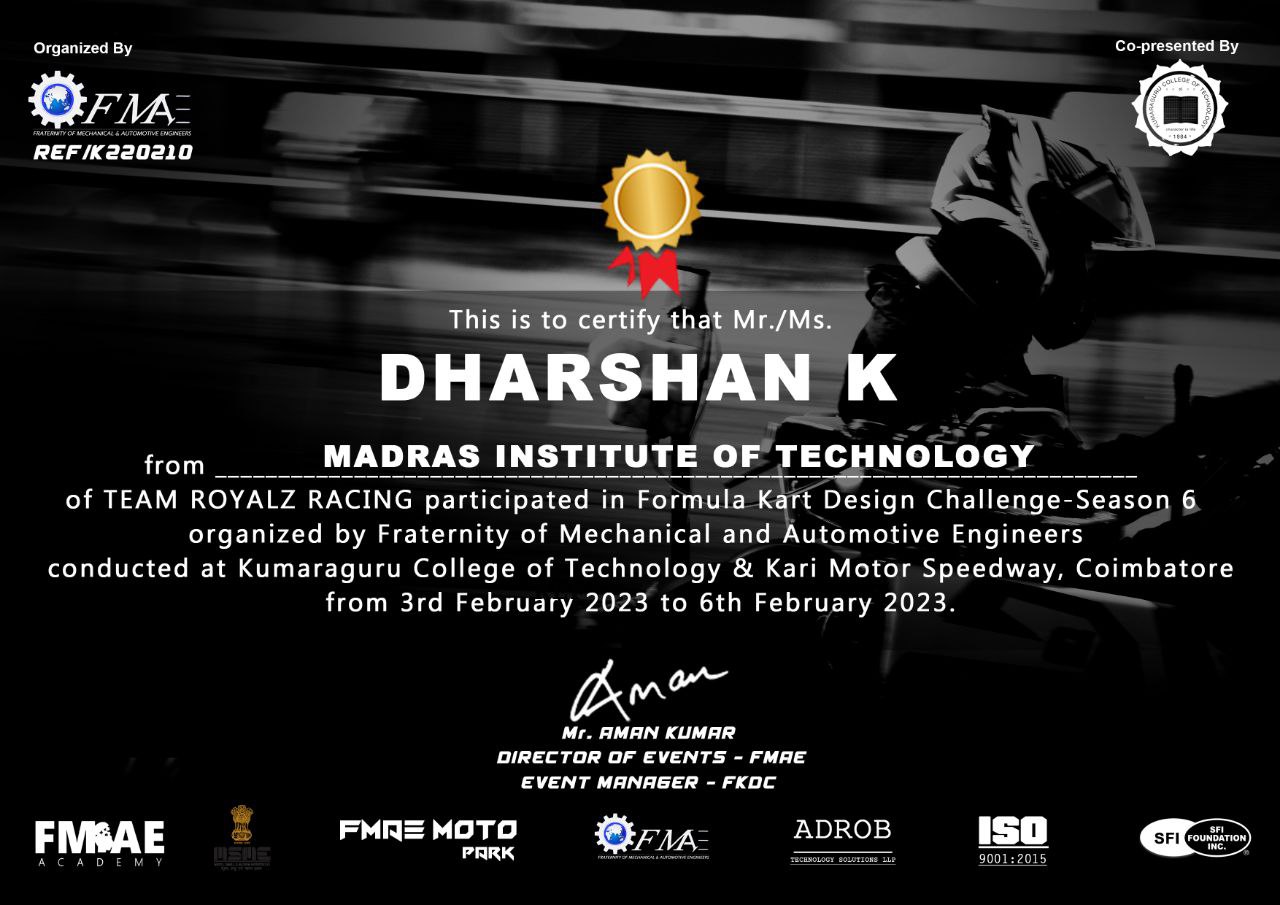 Organized By
Co-presented By
FMAE
FRATERNITY OF MECHANICAL & AUTOMOTIVE ENGINEERS
REF/K220210
KUMARAGURU COLLEGE OF TECHNOLOGY
character is life
1984
This is to certify that Mr./Ms.
DHARSHAN K
from MADRAS INSTITUTE OF TECHNOLOGY
of TEAM ROYALZ RACING participated in Formula Kart Design Challenge-Season 6
organized by Fraternity of Mechanical and Automotive Engineers
conducted at Kumaraguru College of Technology & Kari Motor Speedway, Coimbatore
from 3rd February 2023 to 6th February 2023.
Aman
Mr. AMAN KUMAR
DIRECTOR OF EVENTS - FMAE
EVENT MANAGER - FKDC
FMAE
ACADEMY
MSME
FMAE MOTO
PARK
FMAE
FRATERNITY OF MECHANICAL & AUTOMOTIVE ENGINEERS
ADROB
TECHNOLOGY SOLUTIONS LLP
ISO
9001:2015
SFI
SFI
FOUNDATION
INC.
®